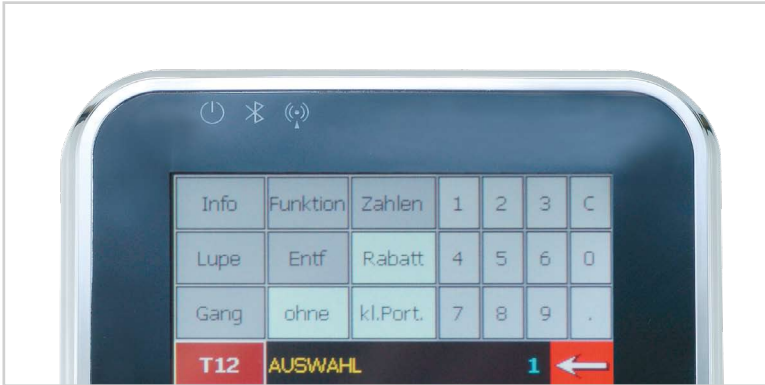 Info Funktion Zahlen 1 2 3 C
Lupe Entf Rabatt 4 5 6 0
Gang ohne kl.Port. 7 8 9 .
T12 AUSWAHL 1